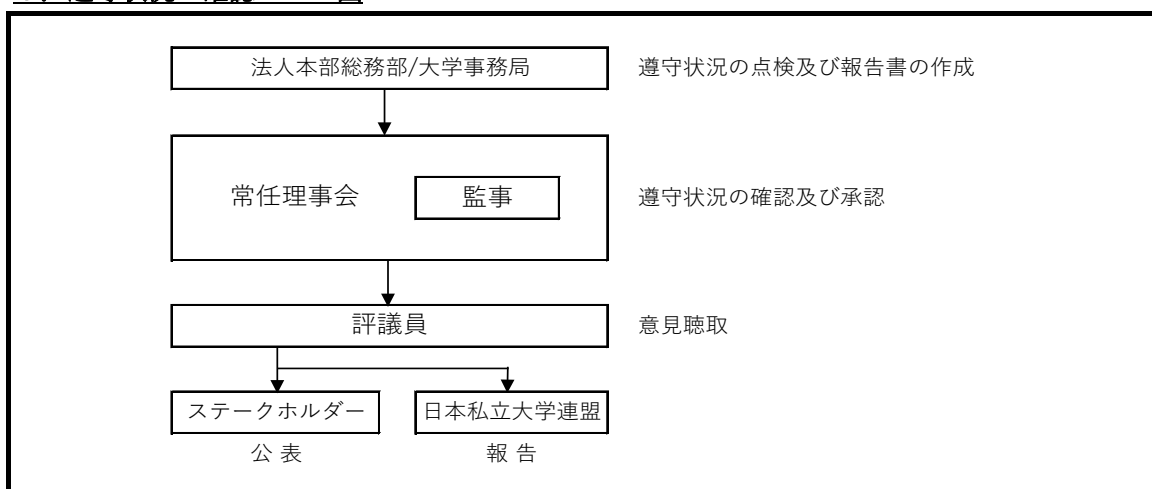 法人本部総務部/大学事務局 遵守状況の点検及び報告書の作成
常任理事会 監事 遵守状況の確認及び承認
評議員 意見聴取
ステークホルダー 日本私立大学連盟
公 表 報 告